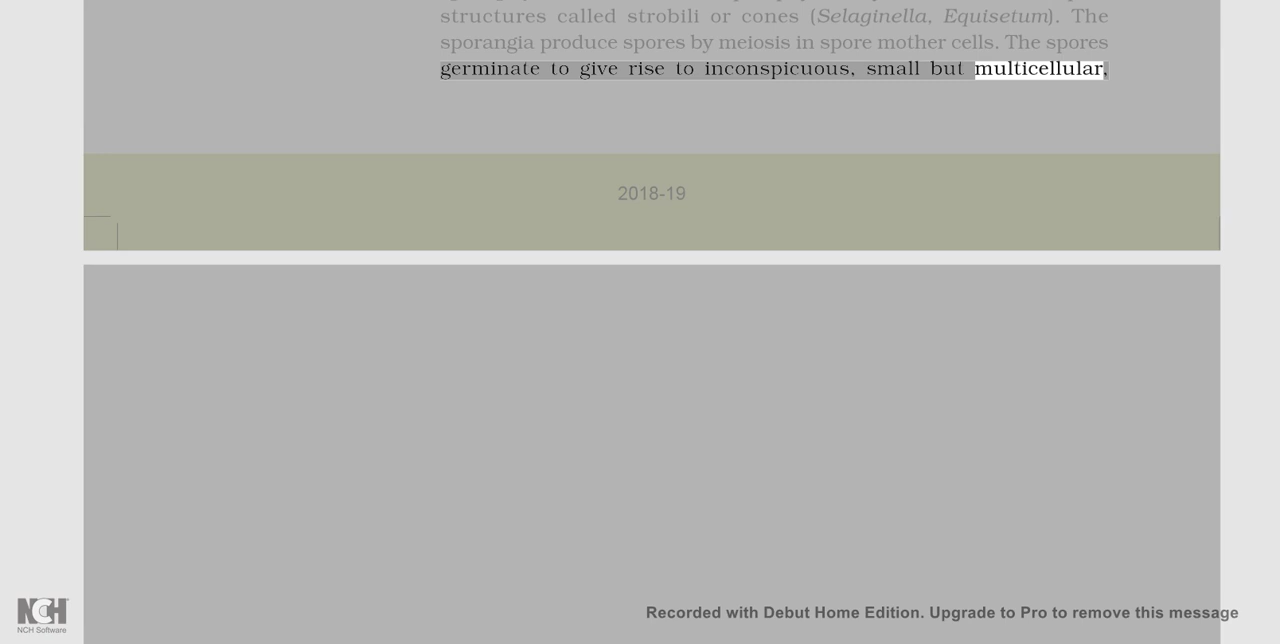 structures called strobili or cones (Selaginella, Equisetum). The
sporangia produce spores by meiosis in spore mother cells. The spores
germinate to give rise to inconspicuous, small but multicellular,
2018-19
NCH
NCH Software
Recorded with Debut Home Edition. Upgrade to Pro to remove this message